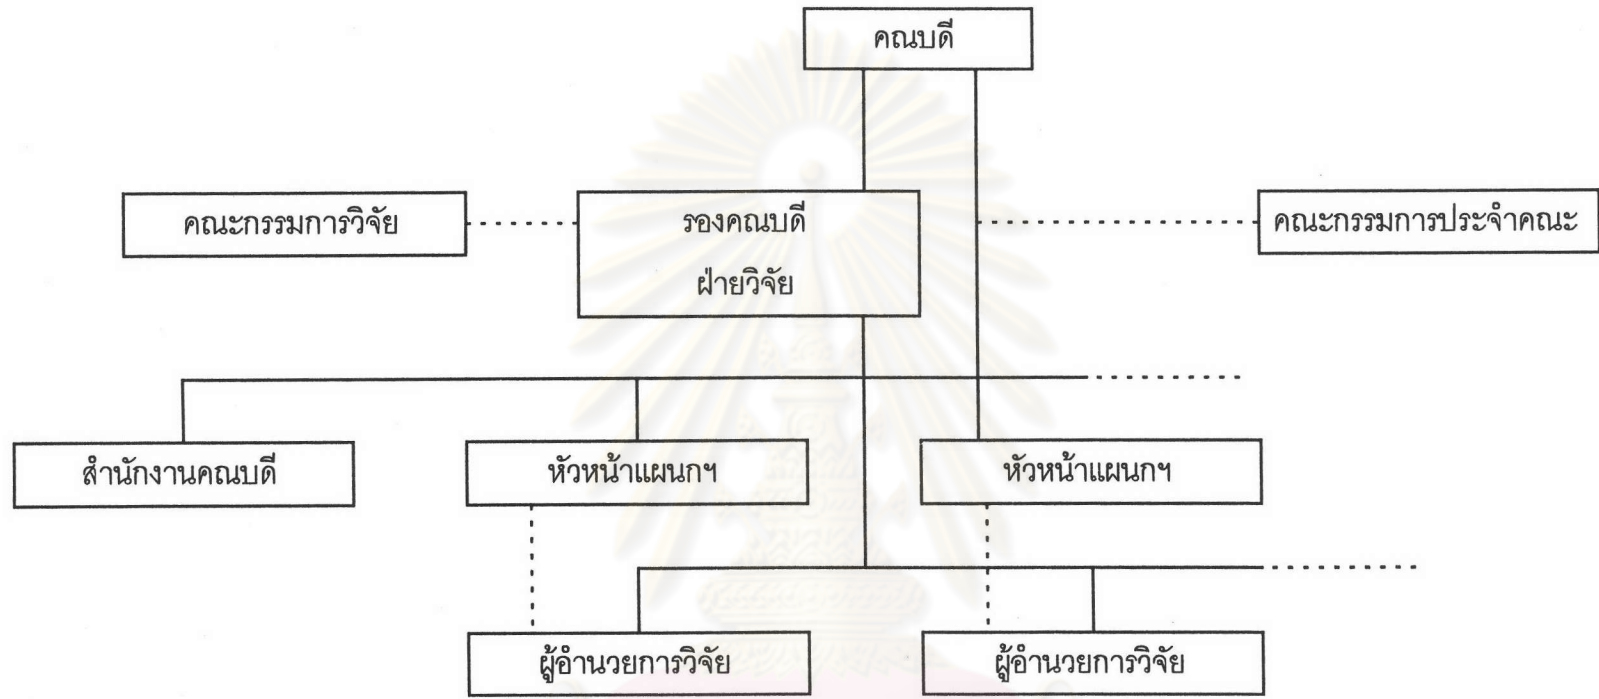 คณบดี
คณะกรรมการวิจัย
รองคณบดี
ฝ่ายวิจัย
คณะกรรมการประจำคณะ
สำนักงานคณบดี
หัวหน้าแผนกฯ
หัวหน้าแผนกฯ
ผู้อำนวยการวิจัย
ผู้อำนวยการวิจัย